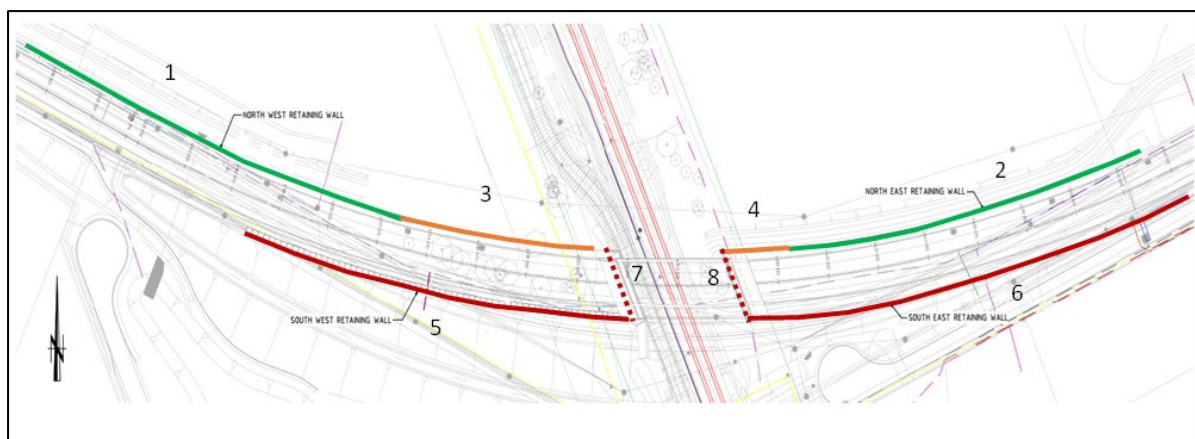 1
NORTH WEST RETAINING WALL
2
3
NORTH EAST RETAINING WALL
4
7
8
SOUTH WEST RETAINING WALL
5
6
SOUTH EAST RETAINING WALL
N